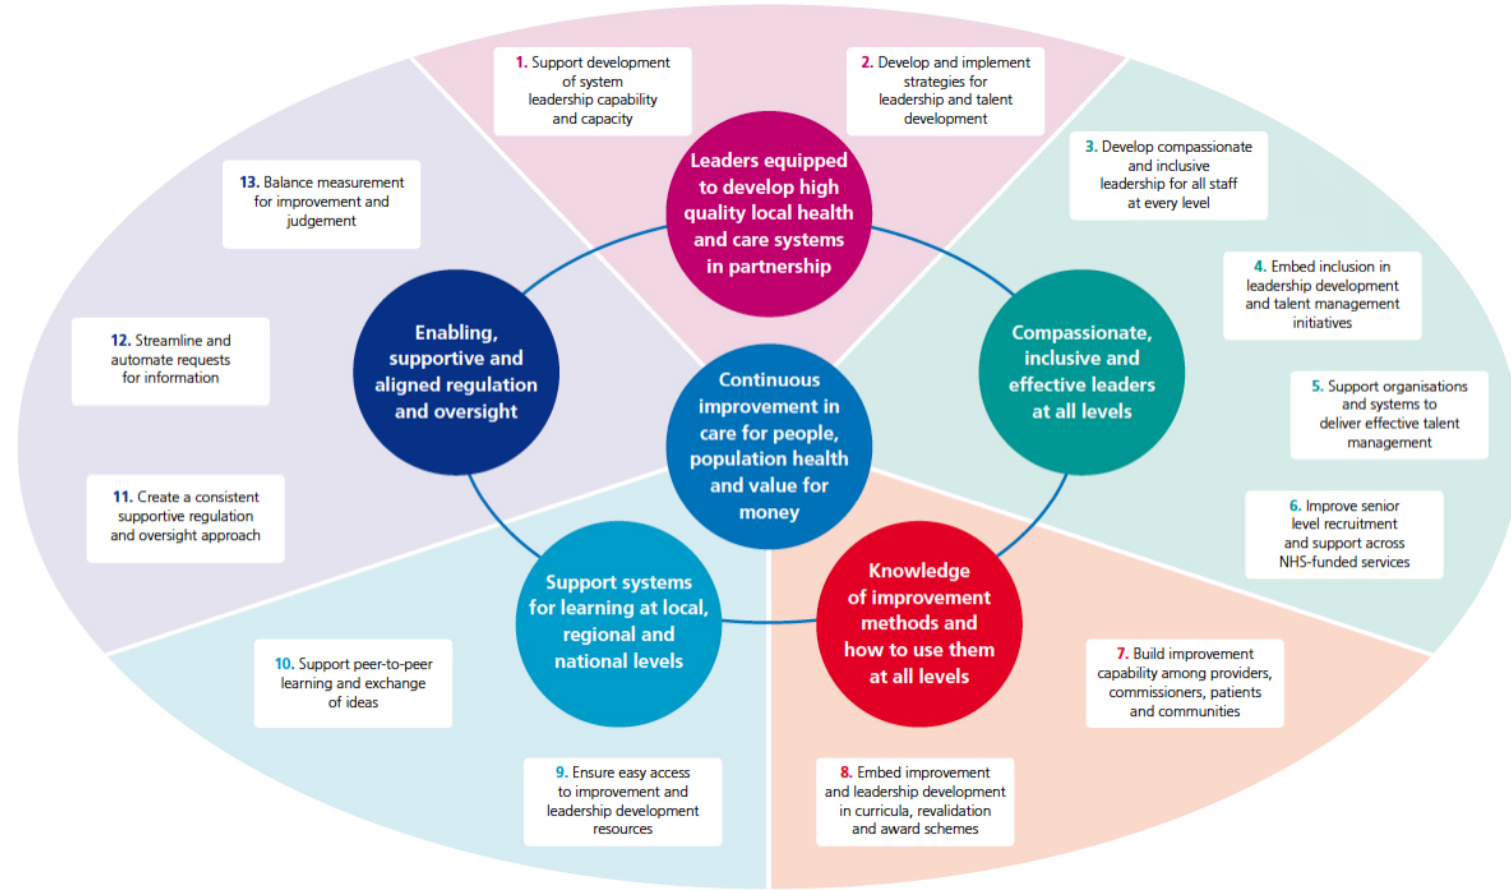 1. Support development
of system
leadership capability
and capacity
2. Develop and implement
strategies for
leadership and talent
development
Leaders equipped
to develop high
quality local health
and care systems
in partnership
3. Develop compassionate
and inclusive
leadership for all staff
at every level
4. Embed inclusion in
leadership development
and talent management
initiatives
Compassionate,
inclusive and
effective leaders
at all levels
5. Support organisations
and systems to
deliver effective talent
management
6. Improve senior
level recruitment
and support across
NHS-funded services
Knowledge
of improvement
methods and
how to use them
at all levels
7. Build improvement
capability among providers,
commissioners, patients
and communities
8. Embed improvement
and leadership development
in curricula, revalidation
and award schemes
Support systems
for learning at local,
regional and
national levels
9. Ensure easy access
to improvement and
leadership development
resources
10. Support peer-to-peer
learning and exchange
of ideas
Enabling,
supportive and
aligned regulation
and oversight
11. Create a consistent
supportive regulation
and oversight approach
12. Streamline and
automate requests
for information
13. Balance measurement
for improvement and
judgement
Continuous
improvement in
care for people,
population health
and value for
money